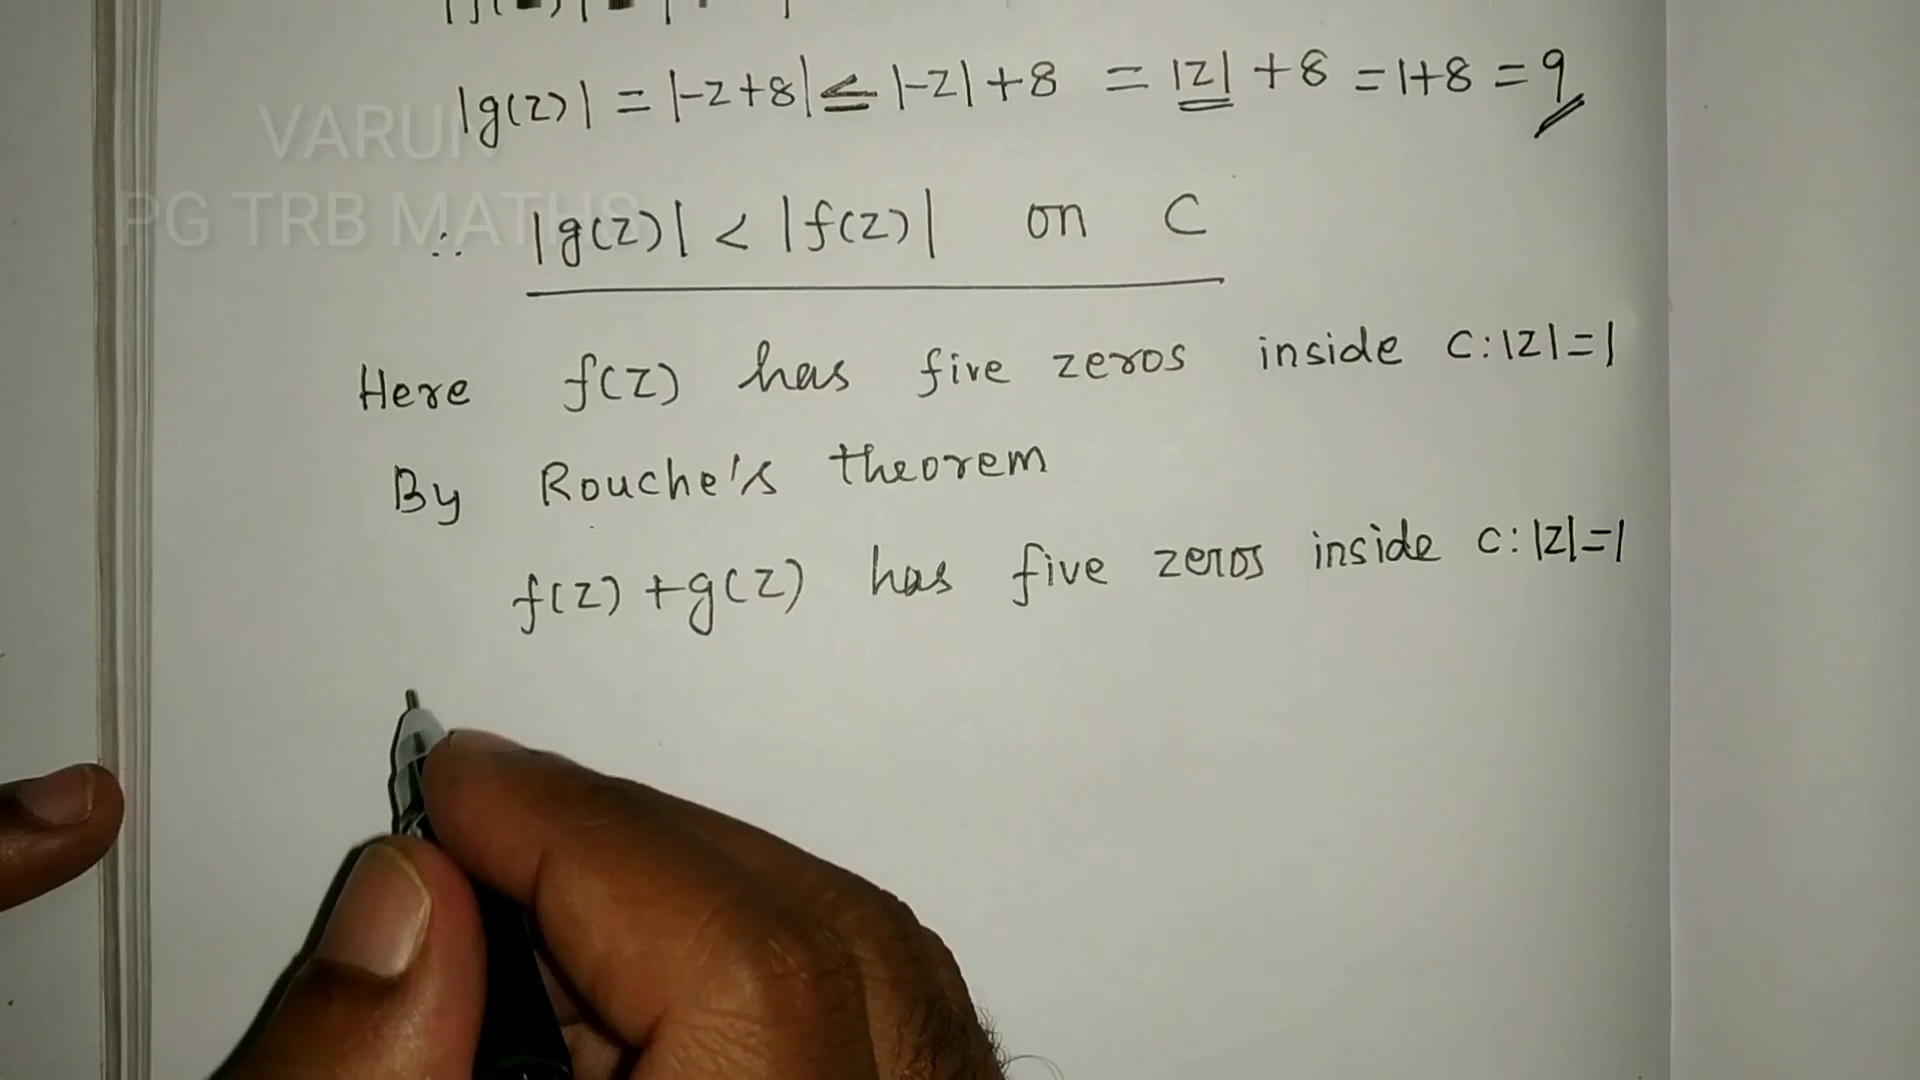 |g(z)| = |-z+8| ≤ |-z|+8 = |z| +8 = 1+8 = 9
VARUN
PG TRB MATHS
∴ |g(z)| < |f(z)| on C
Here f(z) has five zeros inside C:|z|=1
By Rouche's theorem
f(z) +g(z) has five zeros inside C:|z|=1